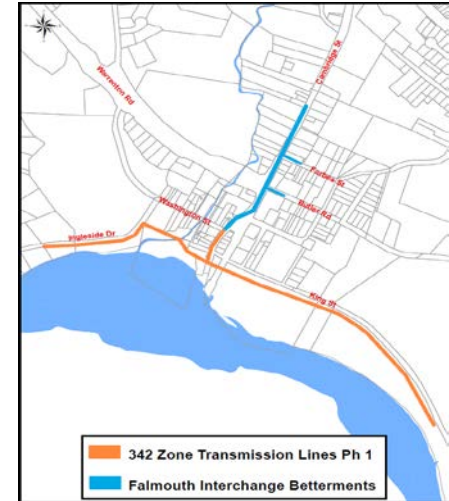 Cambridge St
Warrenton Rd
Forbes St
Washington St
Butler Rd
Ingleside Dr
King St
342 Zone Transmission Lines Ph 1
Falmouth Interchange Betterments